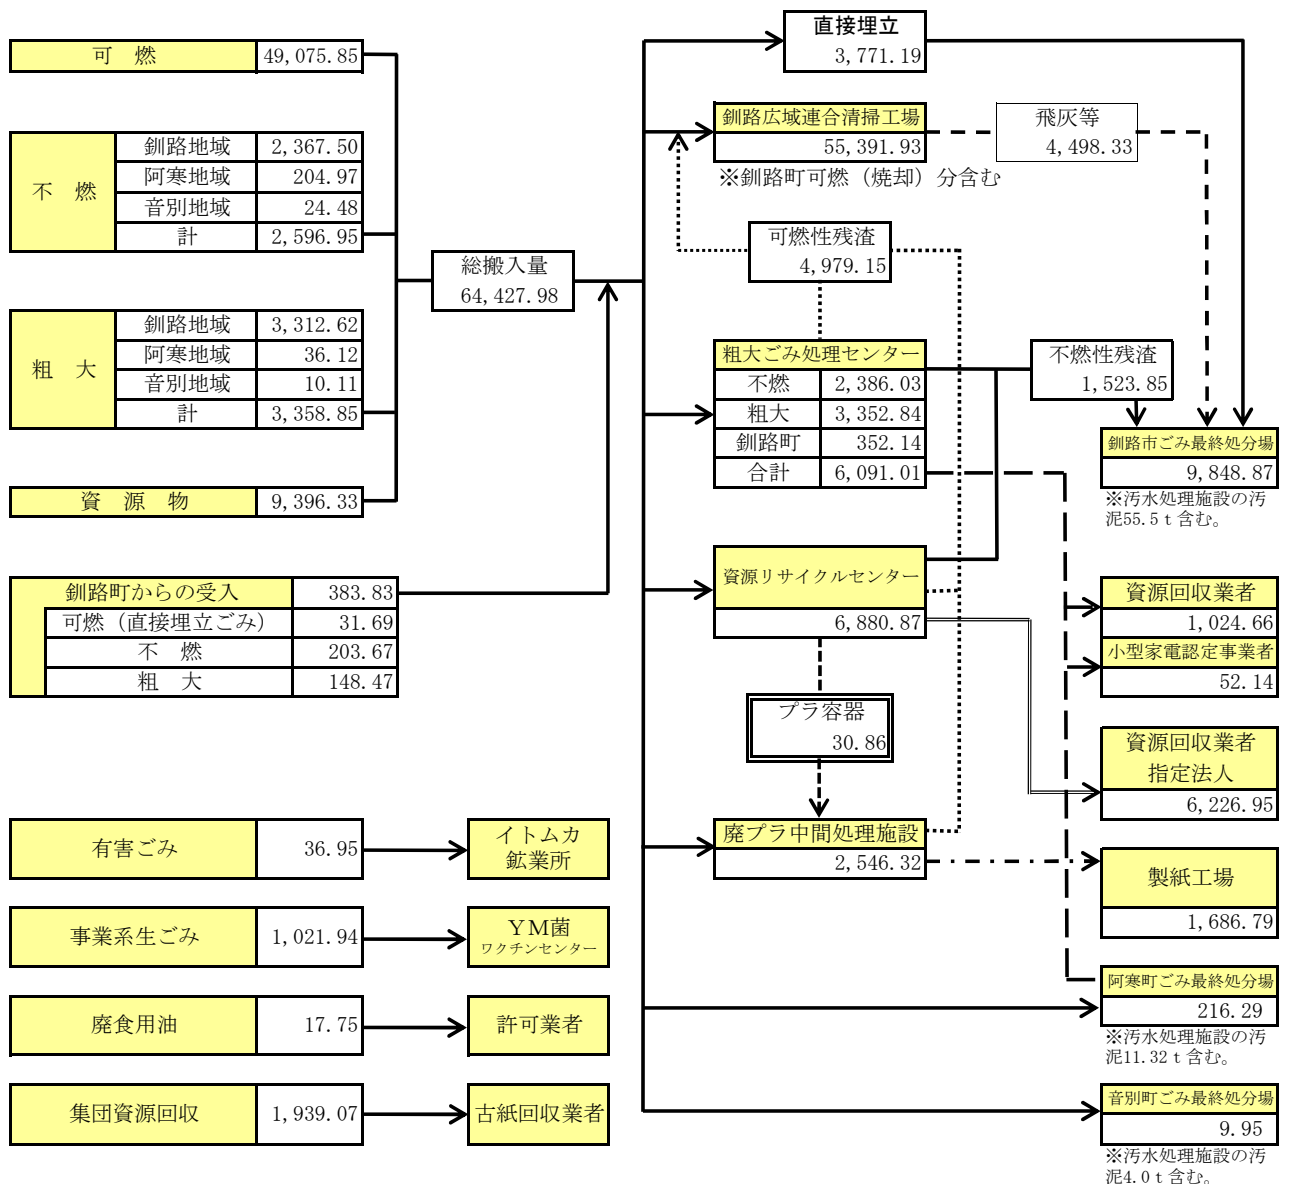 可　燃 49,075.85
不　燃
釧路地域 2,367.50
阿寒地域 204.97
音別地域 24.48
計 2,596.95
粗　大
釧路地域 3,312.62
阿寒地域 36.12
音別地域 10.11
計 3,358.85
資　源　物 9,396.33
釧路町からの受入 383.83
可燃（直接埋立ごみ） 31.69
不　燃 203.67
粗　大 148.47
有害ごみ 36.95
イトムカ
鉱業所
事業系生ごみ 1,021.94
ＹＭ菌
ワクチンセンター
廃食用油 17.75
許可業者
集団資源回収 1,939.07
古紙回収業者
総搬入量
64,427.98
直接埋立
3,771.19
釧路広域連合清掃工場
55,391.93
※釧路町可燃（焼却）分含む
飛灰等
4,498.33
可燃性残渣
4,979.15
粗大ごみ処理センター
不燃 2,386.03
粗大 3,352.84
釧路町 352.14
合計 6,091.01
不燃性残渣
1,523.85
資源リサイクルセンター
6,880.87
プラ容器
30.86
廃プラ中間処理施設
2,546.32
釧路市ごみ最終処分場
9,848.87
※汚水処理施設の汚
泥55.5ｔ含む。
資源回収業者
1,024.66
小型家電認定事業者
52.14
資源回収業者
指定法人
6,226.95
製紙工場
1,686.79
阿寒町ごみ最終処分場
216.29
※汚水処理施設の汚
泥11.32ｔ含む。
音別町ごみ最終処分場
9.95
※汚水処理施設の汚
泥4.0ｔ含む。